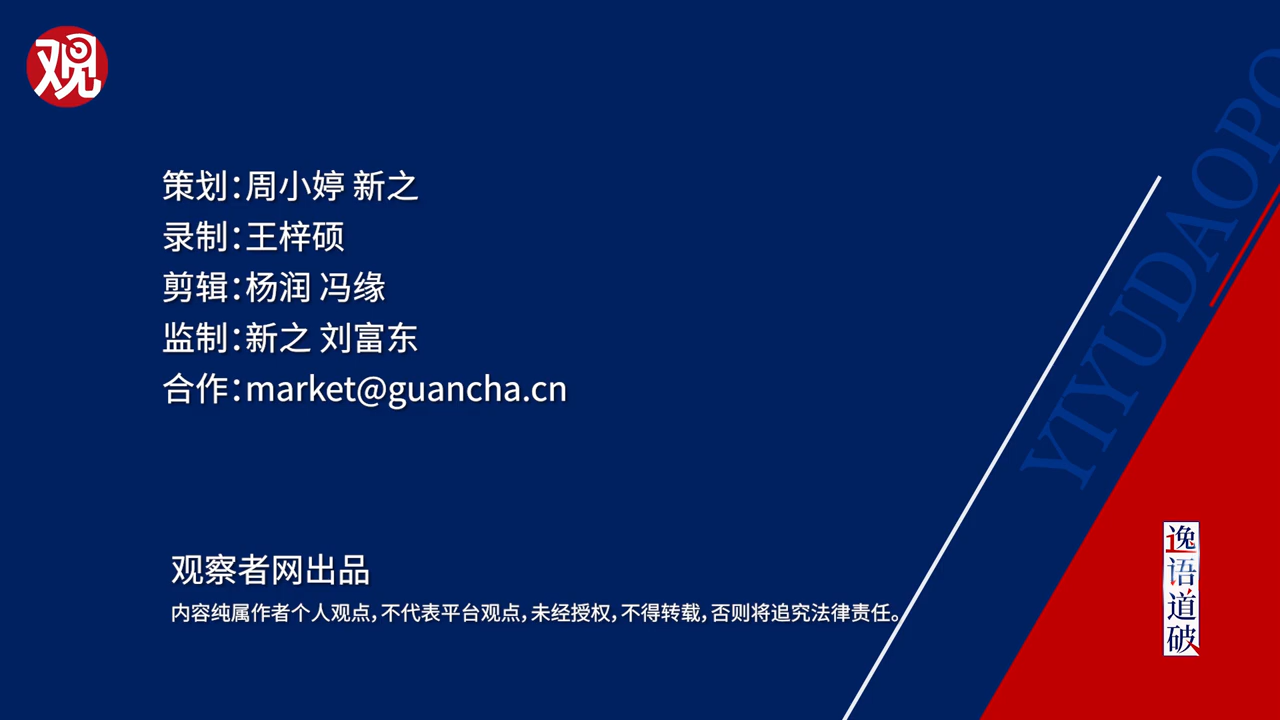 观
策划：周小婷 新之
录制：王梓硕
剪辑：杨润 冯缘
监制：新之 刘富东
合作：market@guancha.cn
YIYUDAOPO
逸语道破
观察者网出品
内容纯属作者个人观点，不代表平台观点，未经授权，不得转载，否则将追究法律责任。